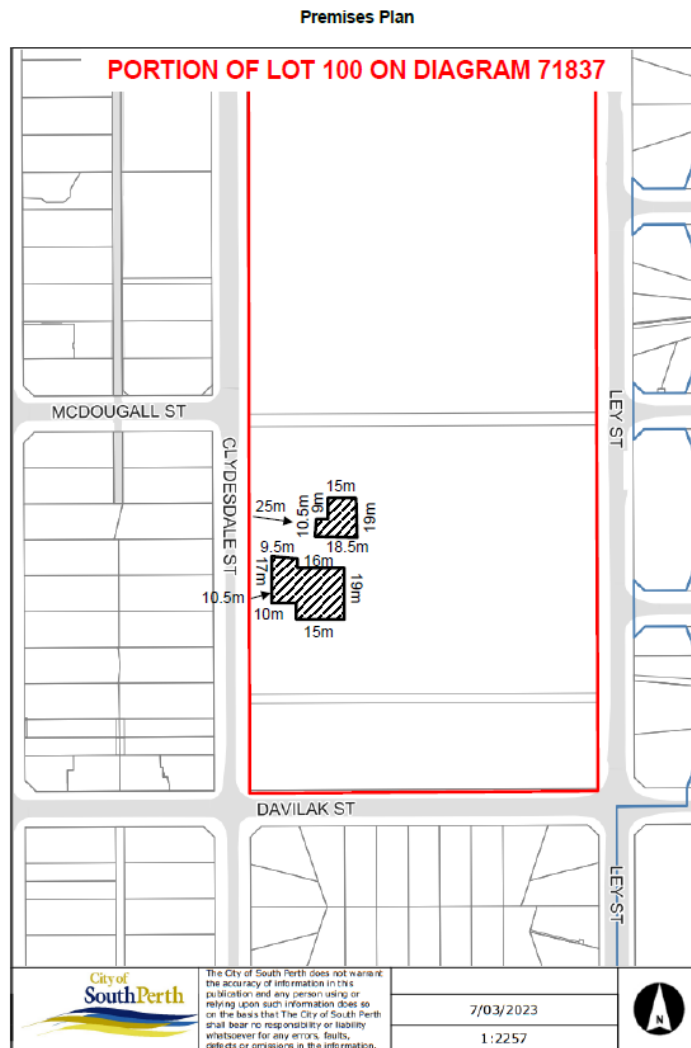 Premises Plan
PORTION OF LOT 100 ON DIAGRAM 71837
MCDOUGALL ST
CLYDESDALE ST
LEY ST
15m
25m
10.5m
9m
19m
9.5m
18.5m
16m
17m
19m
10.5m
10m
15m
DAVILAK ST
LEY ST
City of
SouthPerth
The City of South Perth does not warrant
the accuracy of information in this
publication and any person using or
relying upon such information does so
on the basis that The City of South Perth
shall bear no responsibility or liability
whatsoever for any errors, faults,
defects or omissions in the information.
7/03/2023
1:2257
N